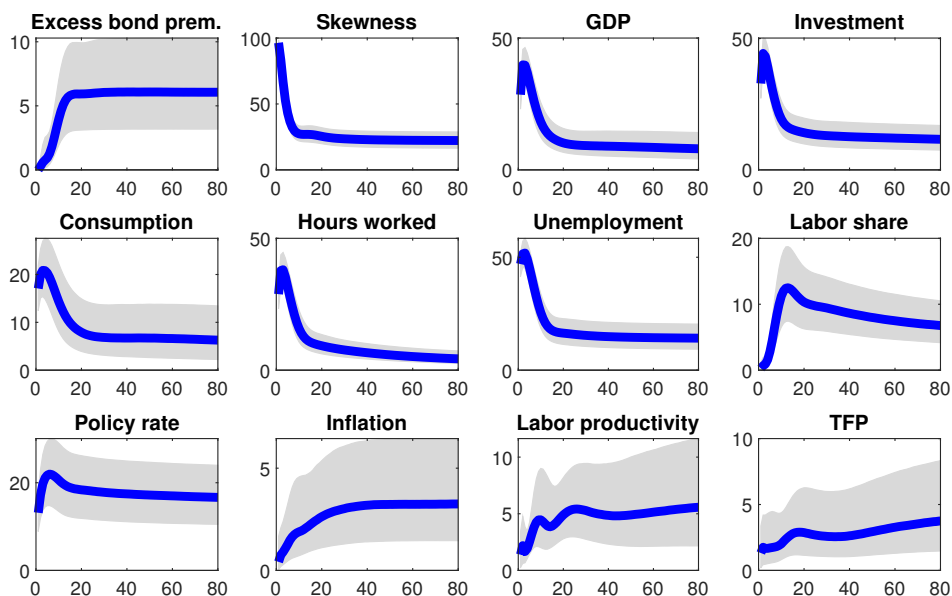 Excess bond prem.
Skewness
GDP
Investment
10
5
0
0 20 40 60 80
100
50
0
0 20 40 60 80
50
0
0 20 40 60 80
50
0
0 20 40 60 80
Consumption
Hours worked
Unemployment
Labor share
20
10
0
0 20 40 60 80
50
0
0 20 40 60 80
50
0
0 20 40 60 80
20
10
0
0 20 40 60 80
Policy rate
Inflation
Labor productivity
TFP
20
0
0 20 40 60 80
5
0
0 20 40 60 80
10
5
0
0 20 40 60 80
10
5
0
0 20 40 60 80